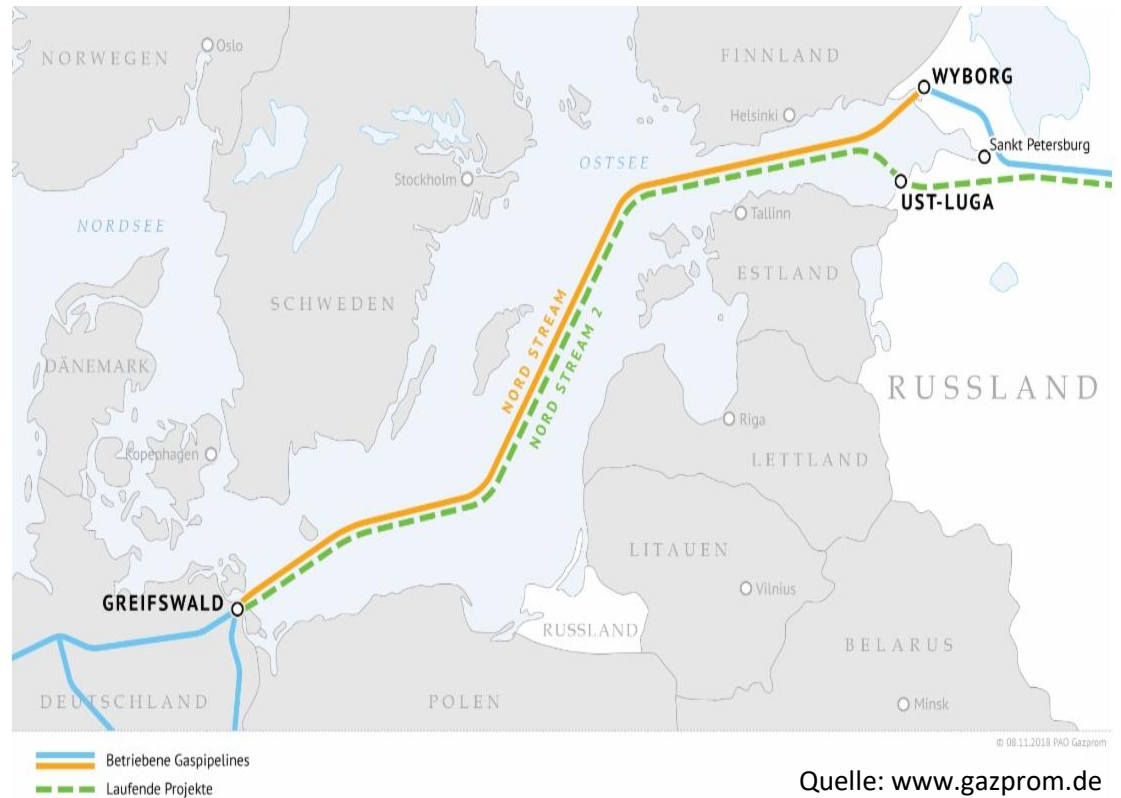 NORWEGEN
Oslo
FINNLAND
WYBORG
Helsinki
Sankt Petersburg
OSTSEE
Stockholm
UST-LUGA
Tallinn
NORDSEE
ESTLAND
SCHWEDEN
NORD STREAM
NORD STREAM 2
DÄNEMARK
RUSSLAND
Riga
Kopenhagen
LETTLAND
LITAUEN
Vilnius
GREIFSWALD
RUSSLAND
BELARUS
DEUTSCHLAND
POLEN
Minsk
© 08.11.2018 PAO Gazprom
Betriebene Gaspipelines
Laufende Projekte
Quelle: www.gazprom.de